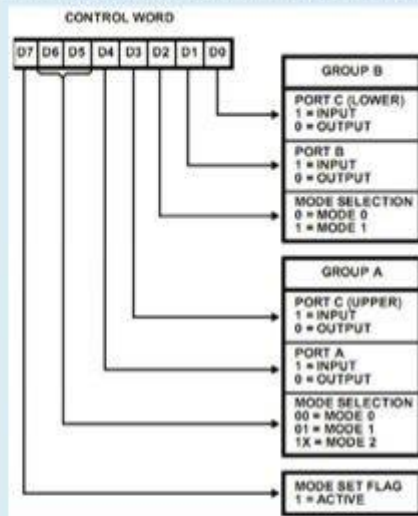 CONTROL WORD
D7 D6 D5 D4 D3 D2 D1 D0
GROUP B
PORT C (LOWER)
1 = INPUT
0 = OUTPUT
PORT B
1 = INPUT
0 = OUTPUT
MODE SELECTION
0 = MODE 0
1 = MODE 1
GROUP A
PORT C (UPPER)
1 = INPUT
0 = OUTPUT
PORT A
1 = INPUT
0 = OUTPUT
MODE SELECTION
00 = MODE 0
01 = MODE 1
1X = MODE 2
MODE SET FLAG
1 = ACTIVE